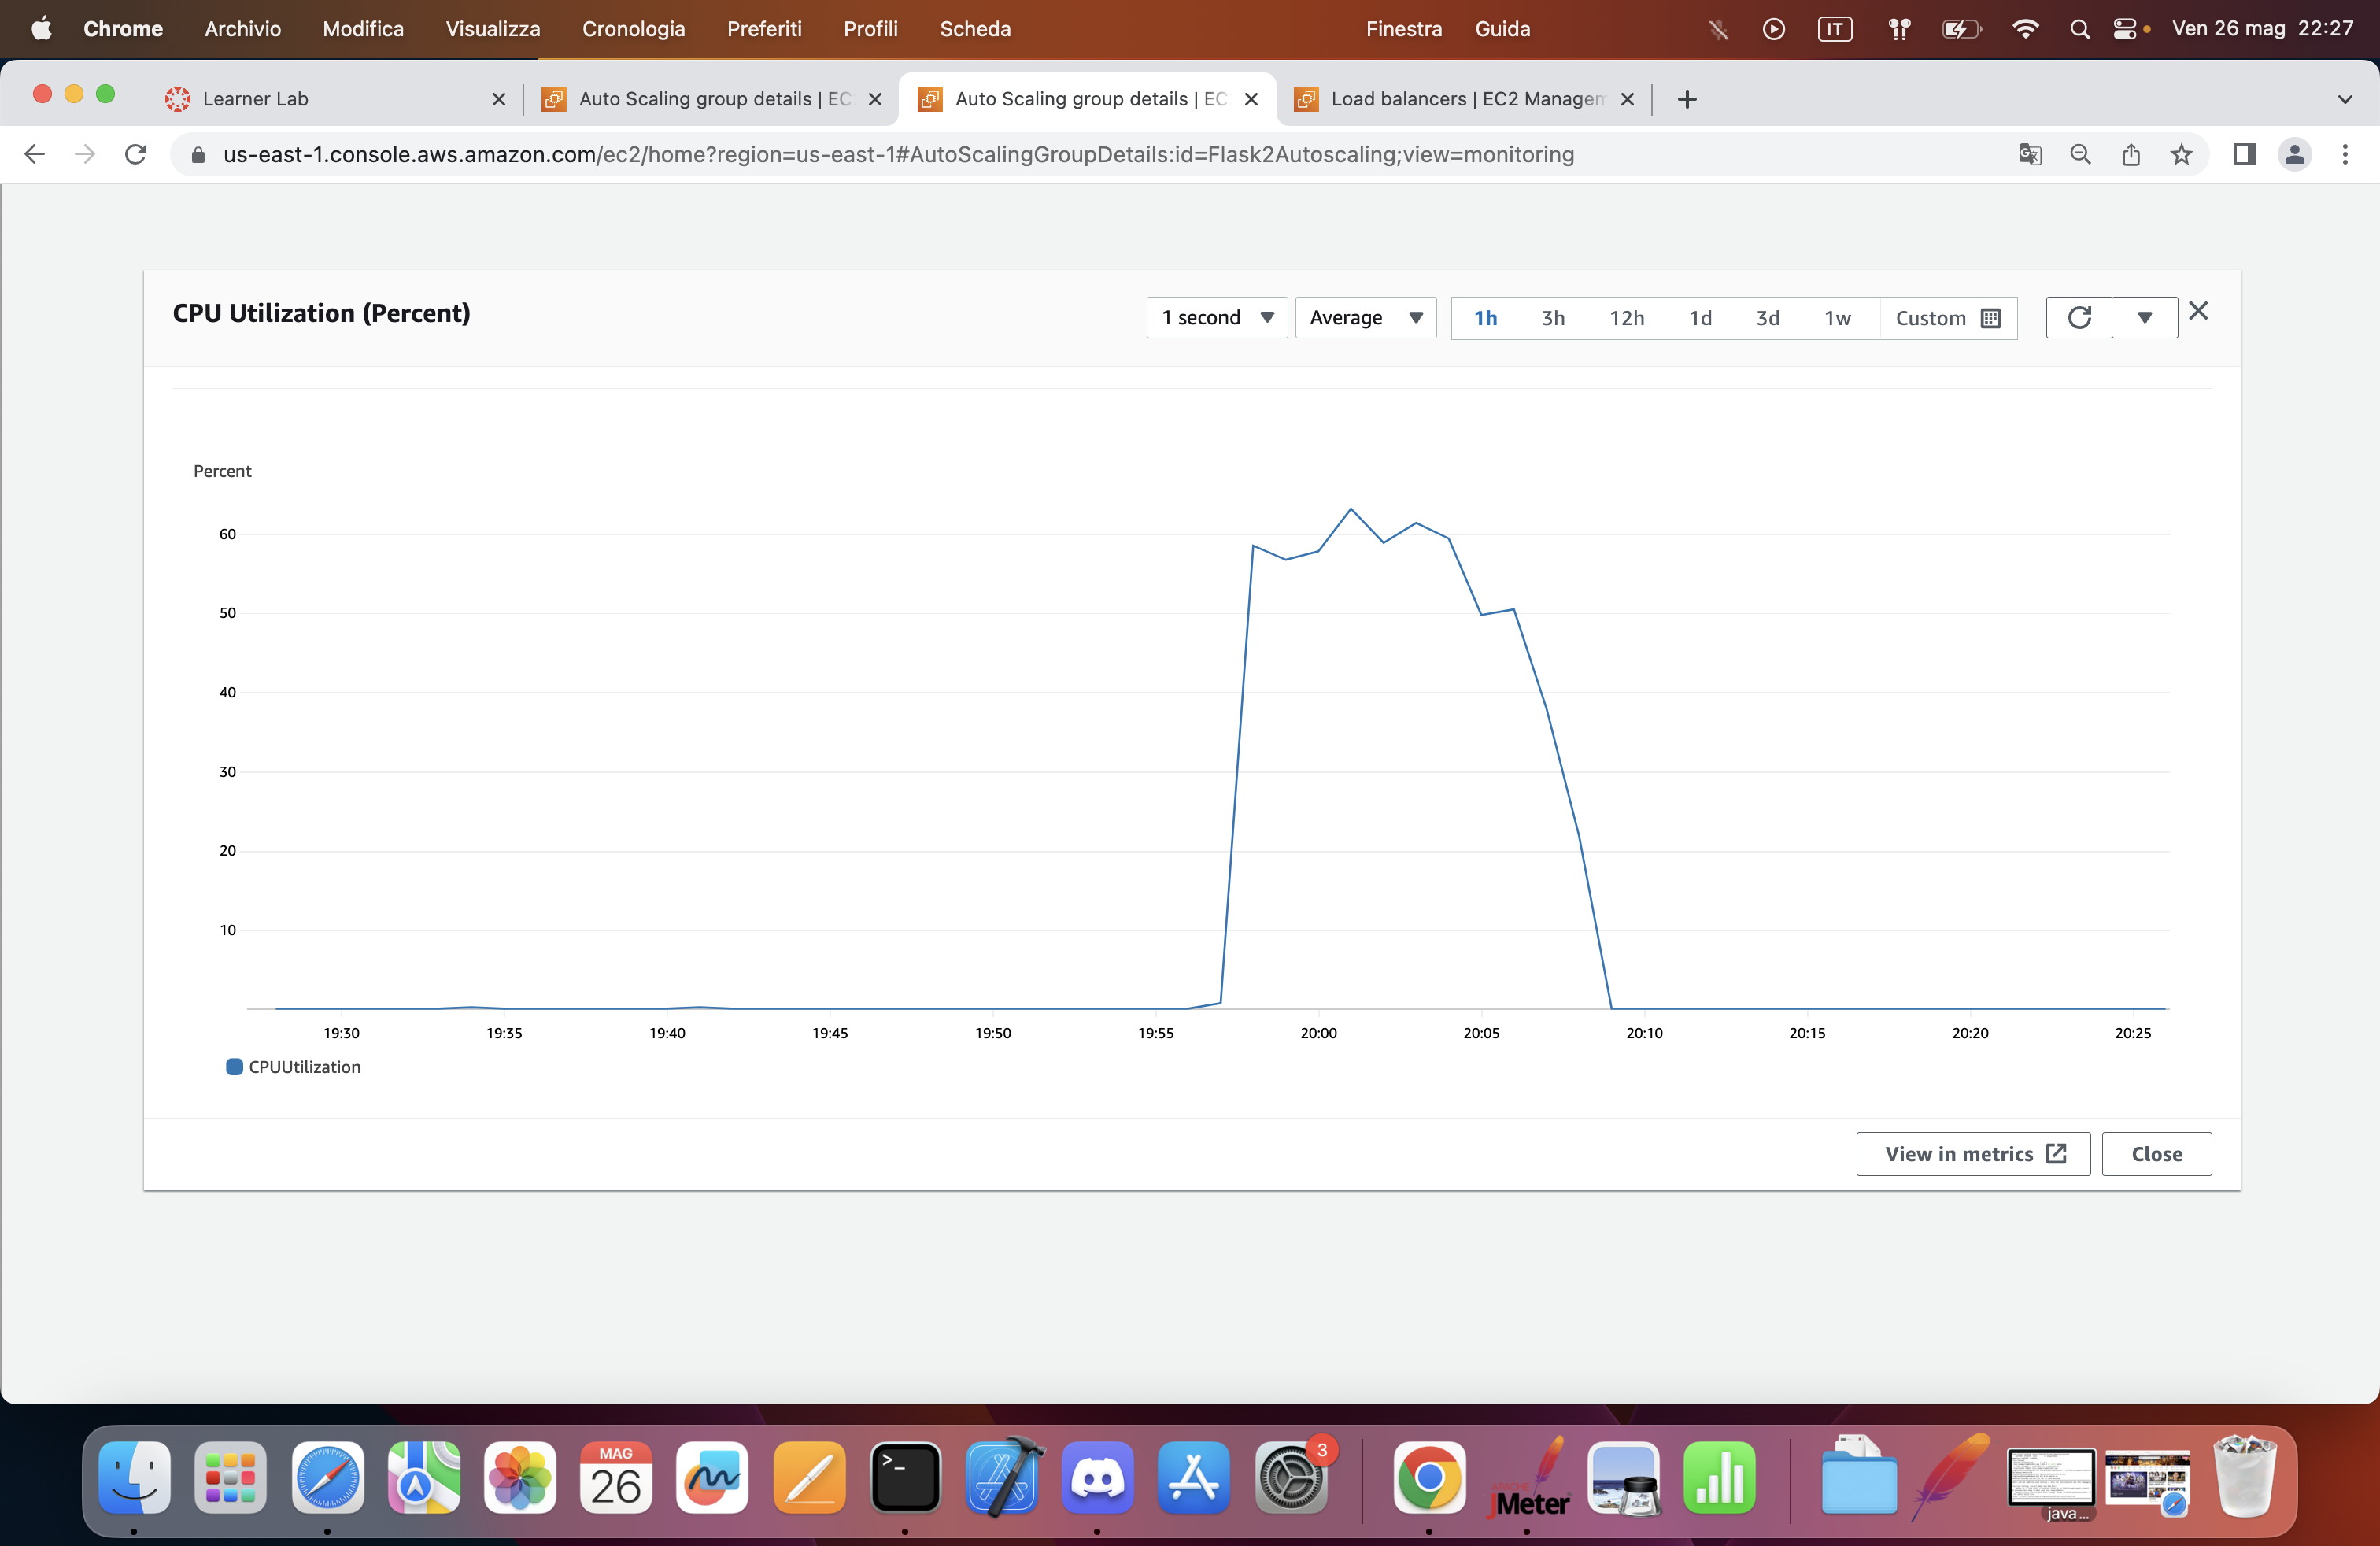 Chrome Archivio Modifica Visualizza Cronologia Preferiti Profili Scheda Finestra Guida IT Ven 26 mag 22:27
Learner Lab Auto Scaling group details | EC Auto Scaling group details | EC Load balancers | EC2 Managem
us-east-1.console.aws.amazon.com/ec2/home?region=us-east-1#AutoScalingGroupDetails:id=Flask2Autoscaling;view=monitoring
CPU Utilization (Percent) 1 second Average 1h 3h 12h 1d 3d 1w Custom
Percent
60
50
40
30
20
10
19:30 19:35 19:40 19:45 19:50 19:55 20:00 20:05 20:10 20:15 20:20 20:25
CPUUtilization
View in metrics Close
MAG
26
>_
3
APACHE
JMeter
java...